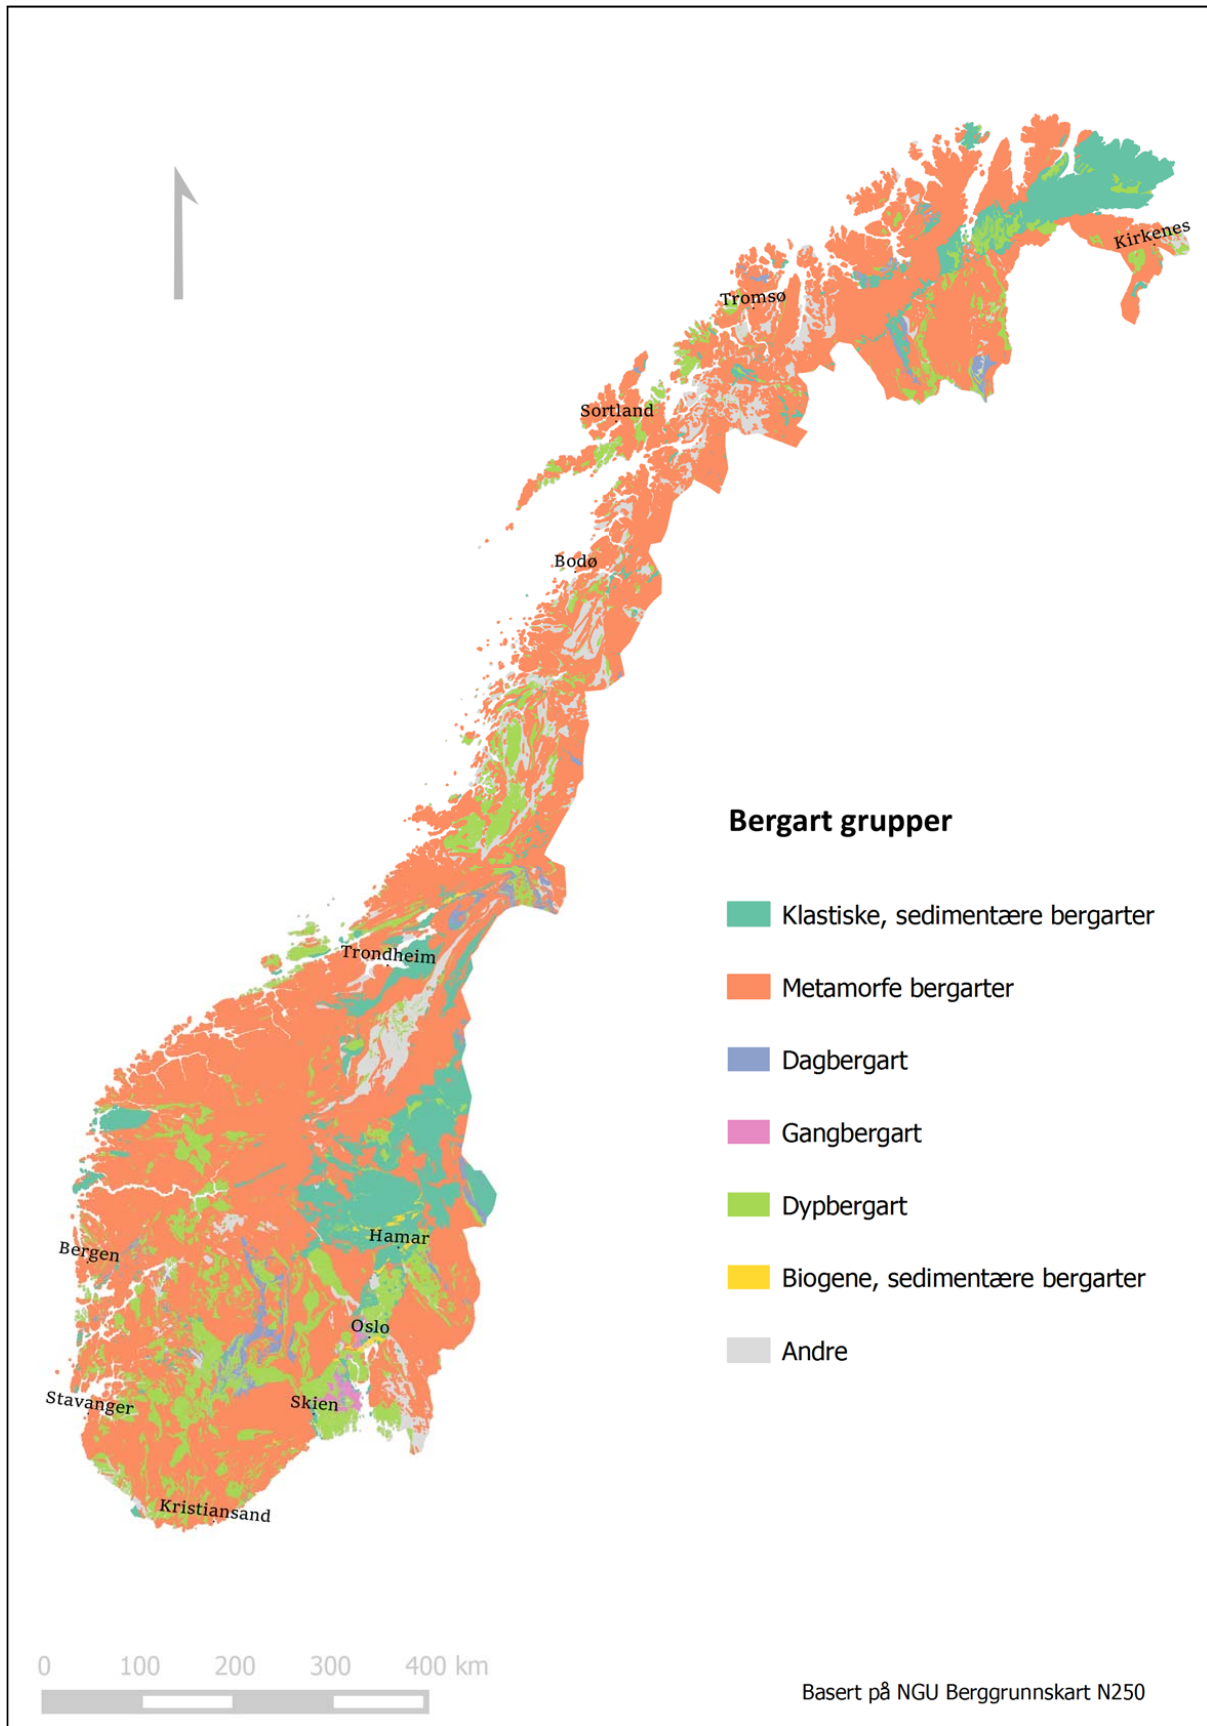 Kirkenes
Tromsø
Sortland
Bodø
Bergart grupper
Klastiske, sedimentære bergarter
Trondheim
Metamorfe bergarter
Dagbergart
Gangbergart
Dypbergart
Hamar
Bergen
Biogene, sedimentære bergarter
Oslo
Andre
Stavanger
Skien
Kristiansand
0 100 200 300 400 km
Basert på NGU Berggrunnskart N250